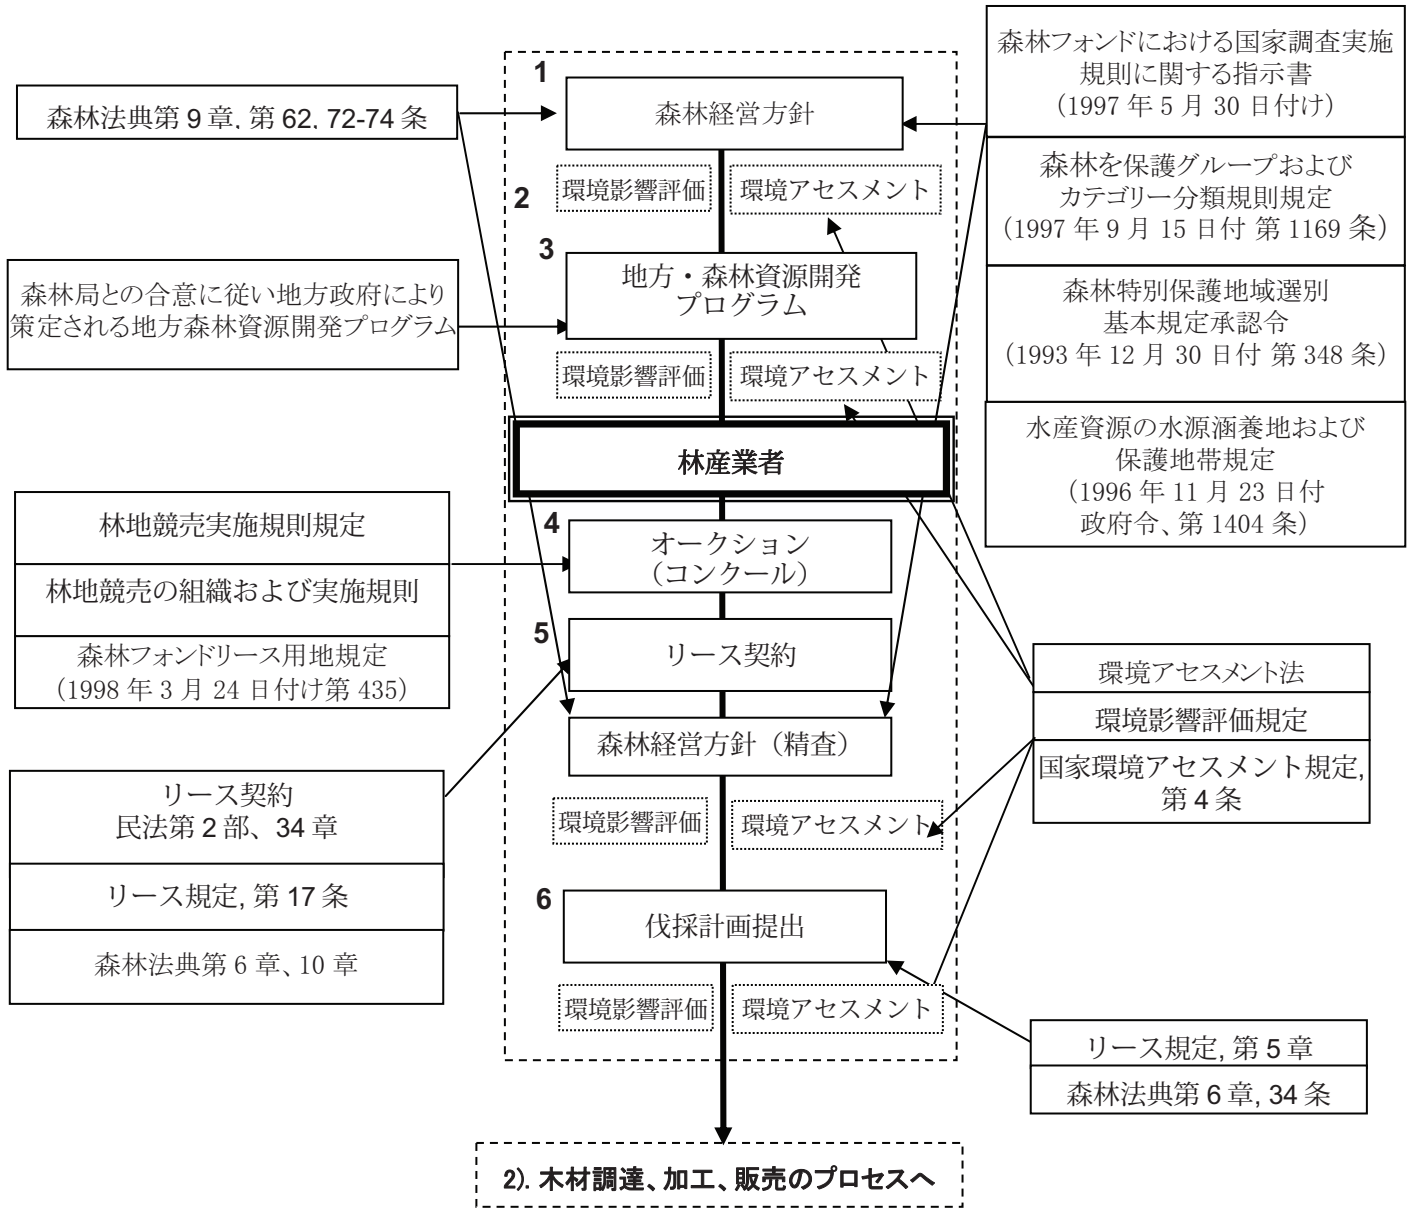 森林フォンドにおける国家調査実施
規則に関する指示書
（1997 年 5 月 30 日付け）
森林を保護グループおよび
カテゴリー分類規則規定
（1997 年 9 月 15 日付 第 1169 条）
森林特別保護地域選別
基本規定承認令
（1993 年 12 月 30 日付 第 348 条）
水産資源の水源涵養地および
保護地帯規定
（1996 年 11 月 23 日付
政府令、第 1404 条）
森林法典第 9 章, 第 62, 72-74 条
1
森林経営方針
2
環境影響評価
環境アセスメント
3
地方・森林資源開発
プログラム
森林局との合意に従い地方政府により
策定される地方森林資源開発プログラム
環境影響評価
環境アセスメント
林産業者
林地競売実施規則規定
林地競売の組織および実施規則
森林フォンドリース用地規定
（1998 年 3 月 24 日付け第 435）
4
オークション
（コンクール）
5
リース契約
森林経営方針（精査）
環境アセスメント法
環境影響評価規定
国家環境アセスメント規定,
第 4 条
リース契約
民法第 2 部、34 章
リース規定, 第 17 条
森林法典第 6 章、10 章
環境影響評価
環境アセスメント
6
伐採計画提出
環境影響評価
環境アセスメント
リース規定, 第 5 章
森林法典第 6 章, 34 条
2). 木材調達、加工、販売のプロセスへ